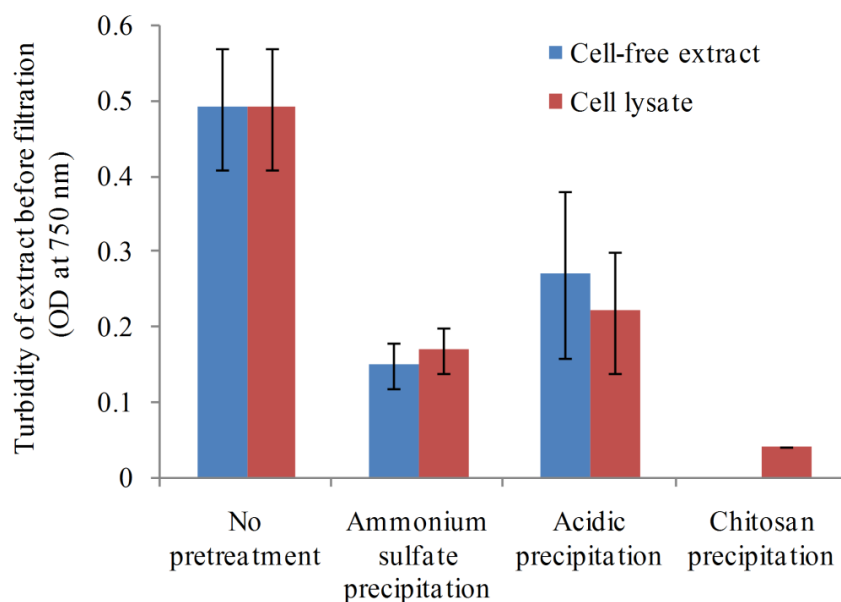 Turbidity of extract before filtration
(OD at 750 nm)
0.6
0.5
0.4
0.3
0.2
0.1
0
Cell-free extract
Cell lysate
No
pretreatment
Ammonium
sulfate
precipitation
Acidic
precipitation
Chitosan
precipitation